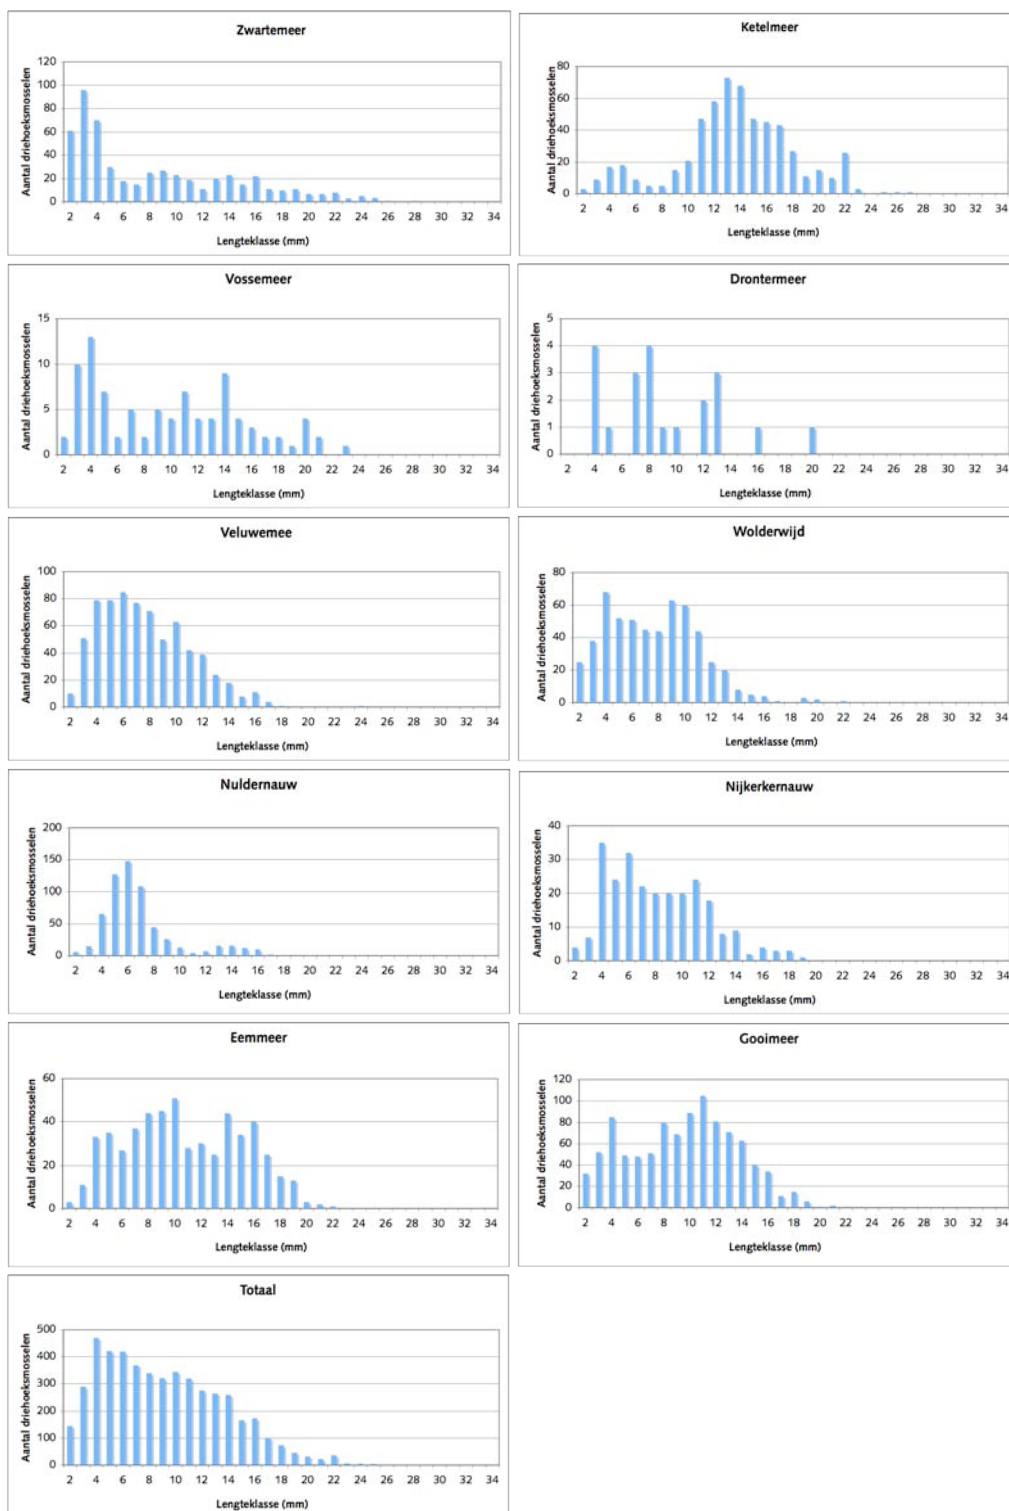 Zwartemeer
Aantal driehoeksmosselen
120
100
80
60
40
20
0
2 4 6 8 10 12 14 16 18 20 22 24 26 28 30 32 34
Lengteklasse (mm)
Ketelmeer
Aantal driehoeksmosselen
80
60
40
20
0
2 4 6 8 10 12 14 16 18 20 22 24 26 28 30 32 34
Lengteklasse (mm)
Vossemeer
Aantal driehoeksmosselen
15
10
5
0
2 4 6 8 10 12 14 16 18 20 22 24 26 28 30 32 34
Lengteklasse (mm)
Drontermeer
Aantal driehoeksmosselen
5
4
3
2
1
0
2 4 6 8 10 12 14 16 18 20 22 24 26 28 30 32 34
Lengteklasse (mm)
Veluwemee
Aantal driehoeksmosselen
100
80
60
40
20
0
2 4 6 8 10 12 14 16 18 20 22 24 26 28 30 32 34
Lengteklasse (mm)
Wolderwijd
Aantal driehoeksmosselen
80
60
40
20
0
2 4 6 8 10 12 14 16 18 20 22 24 26 28 30 32 34
Lengteklasse (mm)
Nuldernauw
Aantal driehoeksmosselen
200
150
100
50
0
2 4 6 8 10 12 14 16 18 20 22 24 26 28 30 32 34
Lengteklasse (mm)
Nijkerkernauw
Aantal driehoeksmosselen
40
30
20
10
0
2 4 6 8 10 12 14 16 18 20 22 24 26 28 30 32 34
Lengteklasse (mm)
Eemmeer
Aantal driehoeksmosselen
60
40
20
0
2 4 6 8 10 12 14 16 18 20 22 24 26 28 30 32 34
Lengteklasse (mm)
Gooimeer
Aantal driehoeksmosselen
120
100
80
60
40
20
0
2 4 6 8 10 12 14 16 18 20 22 24 26 28 30 32 34
Lengteklasse (mm)
Totaal
Aantal driehoeksmosselen
500
400
300
200
100
0
2 4 6 8 10 12 14 16 18 20 22 24 26 28 30 32 34
Lengteklasse (mm)